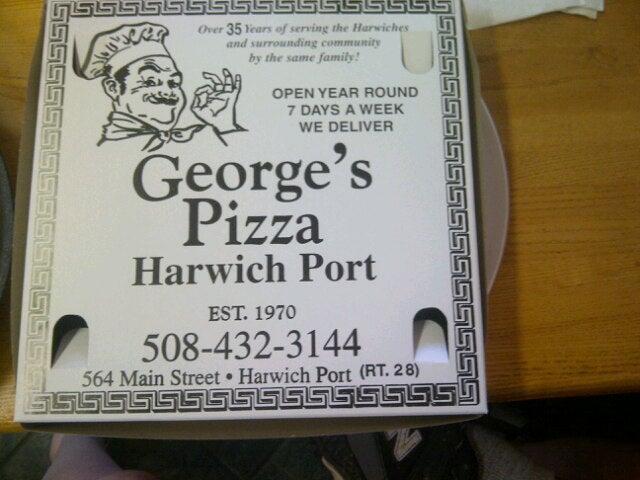 Over 35 Years of serving the Harwiches
and surrounding community
by the same family!
OPEN YEAR ROUND
7 DAYS A WEEK
WE DELIVER
George's
Pizza
Harwich Port
EST. 1970
508-432-3144
564 Main Street • Harwich Port (RT. 28)